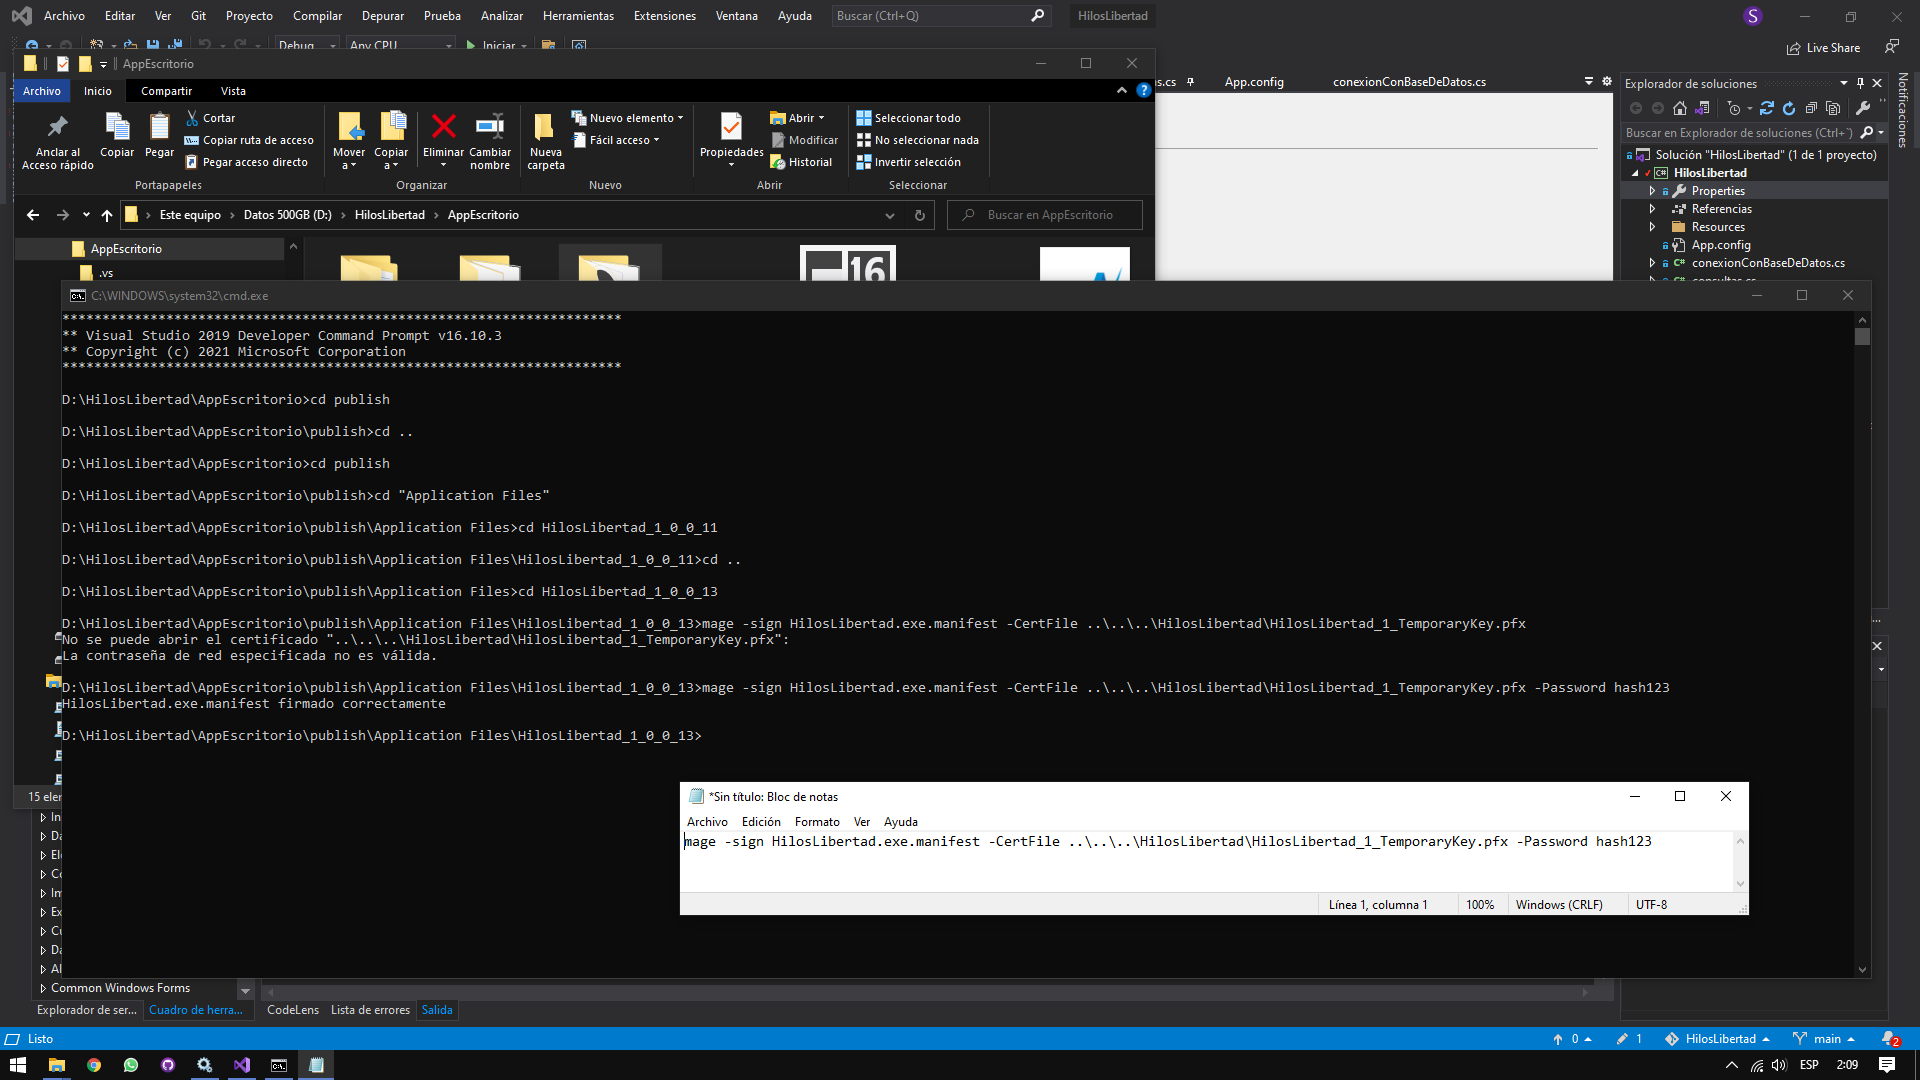 Archivo Editar Ver Git Proyecto Compilar Depurar Prueba Analizar Herramientas Extensiones Ventana Ayuda Buscar (Ctrl+Q) HilosLibertad S
Debug Any CPU Iniciar Live Share
AppEscritorio
s.cs App.config conexionConBaseDeDatos.cs
Archivo Inicio Compartir Vista
Anclar al Acceso rápido
Copiar
Pegar
Cortar
Copiar ruta de acceso
Pegar acceso directo
Portapapeles
Mover a
Copiar a
Eliminar
Cambiar nombre
Organizar
Nueva carpeta
Nuevo elemento
Fácil acceso
Nuevo
Propiedades
Abrir
Modificar
Historial
Abrir
Seleccionar todo
No seleccionar nada
Invertir selección
Seleccionar
Este equipo > Datos 500GB (D:) > HilosLibertad > AppEscritorio
Buscar en AppEscritorio
AppEscritorio
.vs
16
Explorador de soluciones
Notificaciones
Buscar en Explorador de soluciones (Ctrl+¨)
Solución "HilosLibertad" (1 de 1 proyecto)
HilosLibertad
Properties
Referencias
Resources
App.config
conexionConBaseDeDatos.cs
consultas.cs
C:\WINDOWS\system32\cmd.exe
**********************************************************************
** Visual Studio 2019 Developer Command Prompt v16.10.3
** Copyright (c) 2021 Microsoft Corporation
**********************************************************************
D:\HilosLibertad\AppEscritorio>cd publish
D:\HilosLibertad\AppEscritorio\publish>cd ..
D:\HilosLibertad\AppEscritorio>cd publish
D:\HilosLibertad\AppEscritorio\publish>cd "Application Files"
D:\HilosLibertad\AppEscritorio\publish\Application Files>cd HilosLibertad_1_0_0_11
D:\HilosLibertad\AppEscritorio\publish\Application Files\HilosLibertad_1_0_0_11>cd ..
D:\HilosLibertad\AppEscritorio\publish\Application Files>cd HilosLibertad_1_0_0_13
D:\HilosLibertad\AppEscritorio\publish\Application Files\HilosLibertad_1_0_0_13>mage -sign HilosLibertad.exe.manifest -CertFile ..\..\..\HilosLibertad\HilosLibertad_1_TemporaryKey.pfx
No se puede abrir el certificado "..\..\..\HilosLibertad\HilosLibertad_1_TemporaryKey.pfx":
La contraseña de red especificada no es válida.
D:\HilosLibertad\AppEscritorio\publish\Application Files\HilosLibertad_1_0_0_13>mage -sign HilosLibertad.exe.manifest -CertFile ..\..\..\HilosLibertad\HilosLibertad_1_TemporaryKey.pfx -Password hash123
HilosLibertad.exe.manifest firmado correctamente
D:\HilosLibertad\AppEscritorio\publish\Application Files\HilosLibertad_1_0_0_13>
*Sin título: Bloc de notas
Archivo Edición Formato Ver Ayuda
mage -sign HilosLibertad.exe.manifest -CertFile ..\..\..\HilosLibertad\HilosLibertad_1_TemporaryKey.pfx -Password hash123
Línea 1, columna 1 100% Windows (CRLF) UTF-8
15 eler
In
Da
Ele
Co
Im
Ex
Cu
Da
Al
Common Windows Forms
Explorador de ser... Cuadro de herra... CodeLens Lista de errores Salida
Listo 0 1 HilosLibertad main 2
ESP 2:09